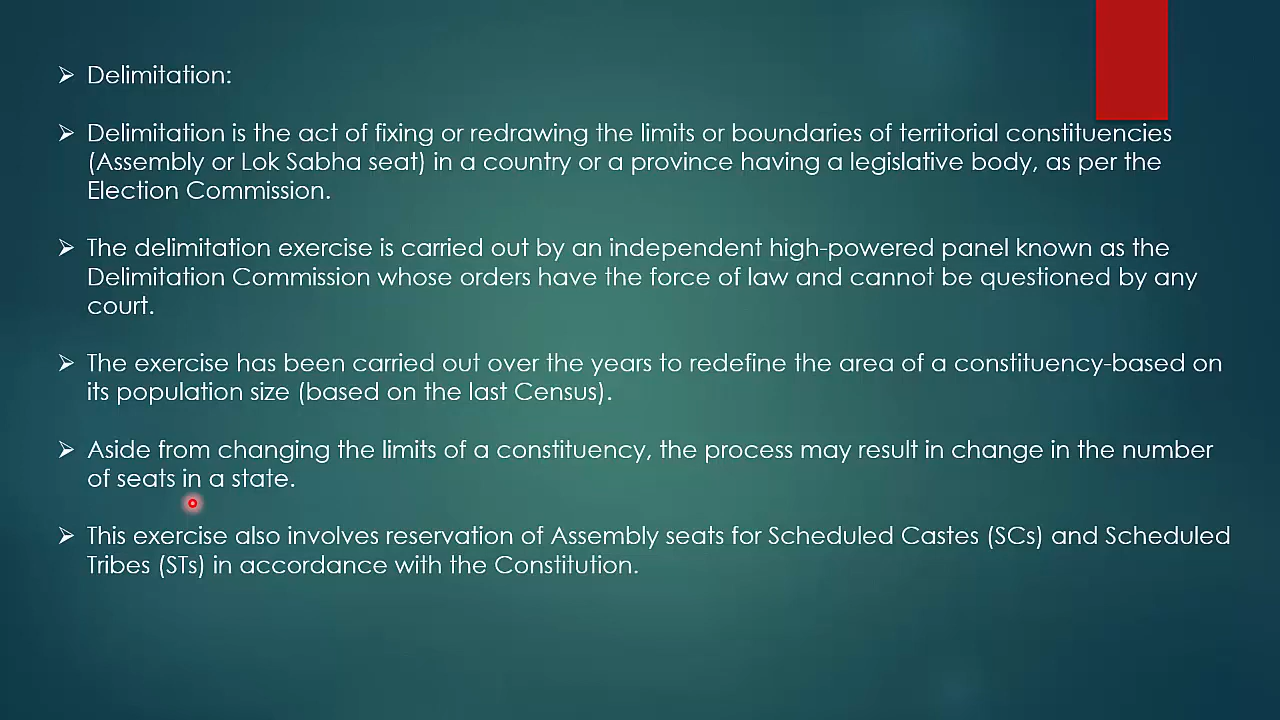 Delimitation:
Delimitation is the act of fixing or redrawing the limits or boundaries of territorial constituencies
(Assembly or Lok Sabha seat) in a country or a province having a legislative body, as per the
Election Commission.
The delimitation exercise is carried out by an independent high-powered panel known as the
Delimitation Commission whose orders have the force of law and cannot be questioned by any
court.
The exercise has been carried out over the years to redefine the area of a constituency-based on
its population size (based on the last Census).
Aside from changing the limits of a constituency, the process may result in change in the number
of seats in a state.
This exercise also involves reservation of Assembly seats for Scheduled Castes (SCs) and Scheduled
Tribes (STs) in accordance with the Constitution.